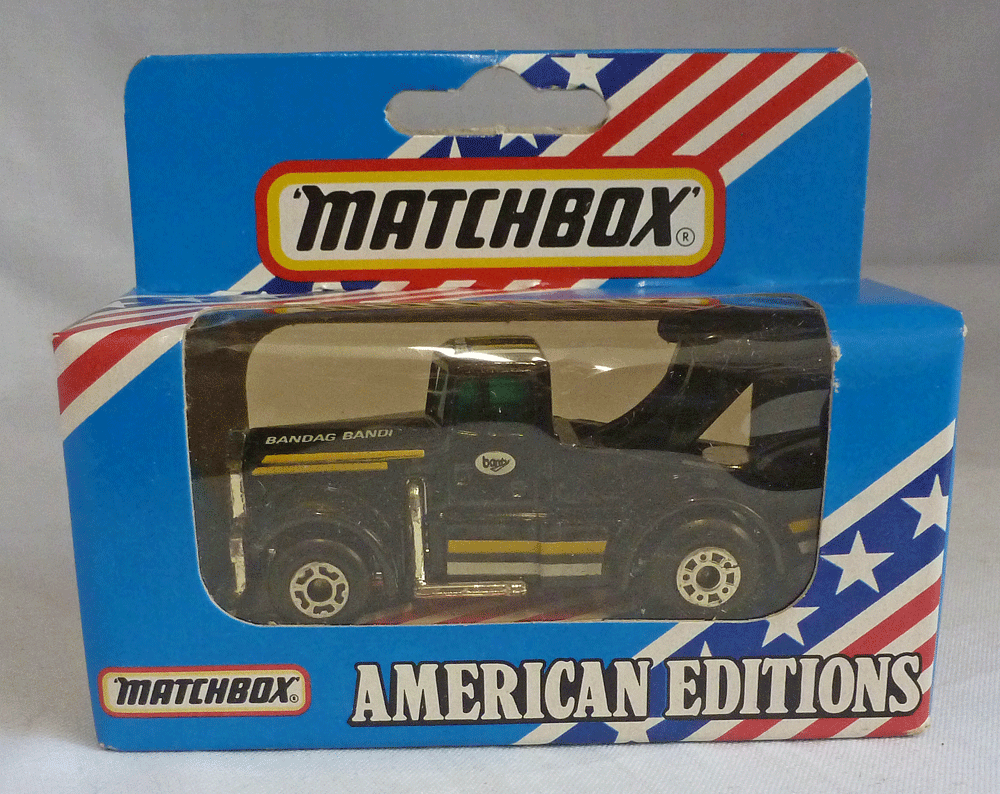 'MATCHBOX'
®
BANDAG BANDI
MATCHBOX
®
AMERICAN EDITIONS